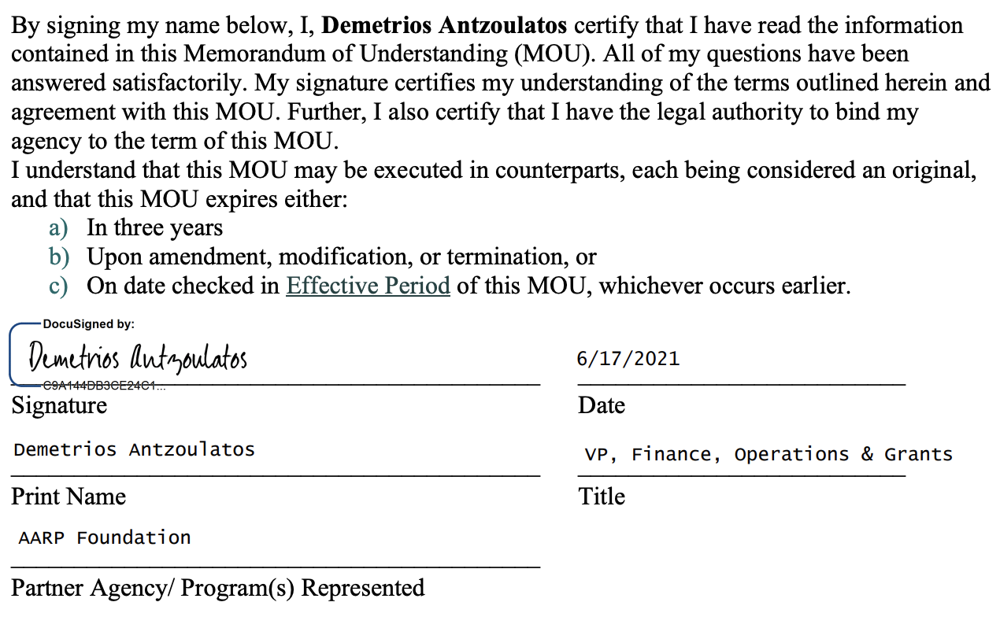 By signing my name below, I, Demetrios Antzoulatos certify that I have read the information
contained in this Memorandum of Understanding (MOU). All of my questions have been
answered satisfactorily. My signature certifies my understanding of the terms outlined herein and
agreement with this MOU. Further, I also certify that I have the legal authority to bind my
agency to the term of this MOU.
I understand that this MOU may be executed in counterparts, each being considered an original,
and that this MOU expires either:
a) In three years
b) Upon amendment, modification, or termination, or
c) On date checked in Effective Period of this MOU, whichever occurs earlier.
DocuSigned by:
Demetrios Antzoulatos
6/17/2021
C9A144DB3CE24C1...
Signature
Date
Demetrios Antzoulatos
VP, Finance, Operations & Grants
Print Name
Title
AARP Foundation
Partner Agency/ Program(s) Represented